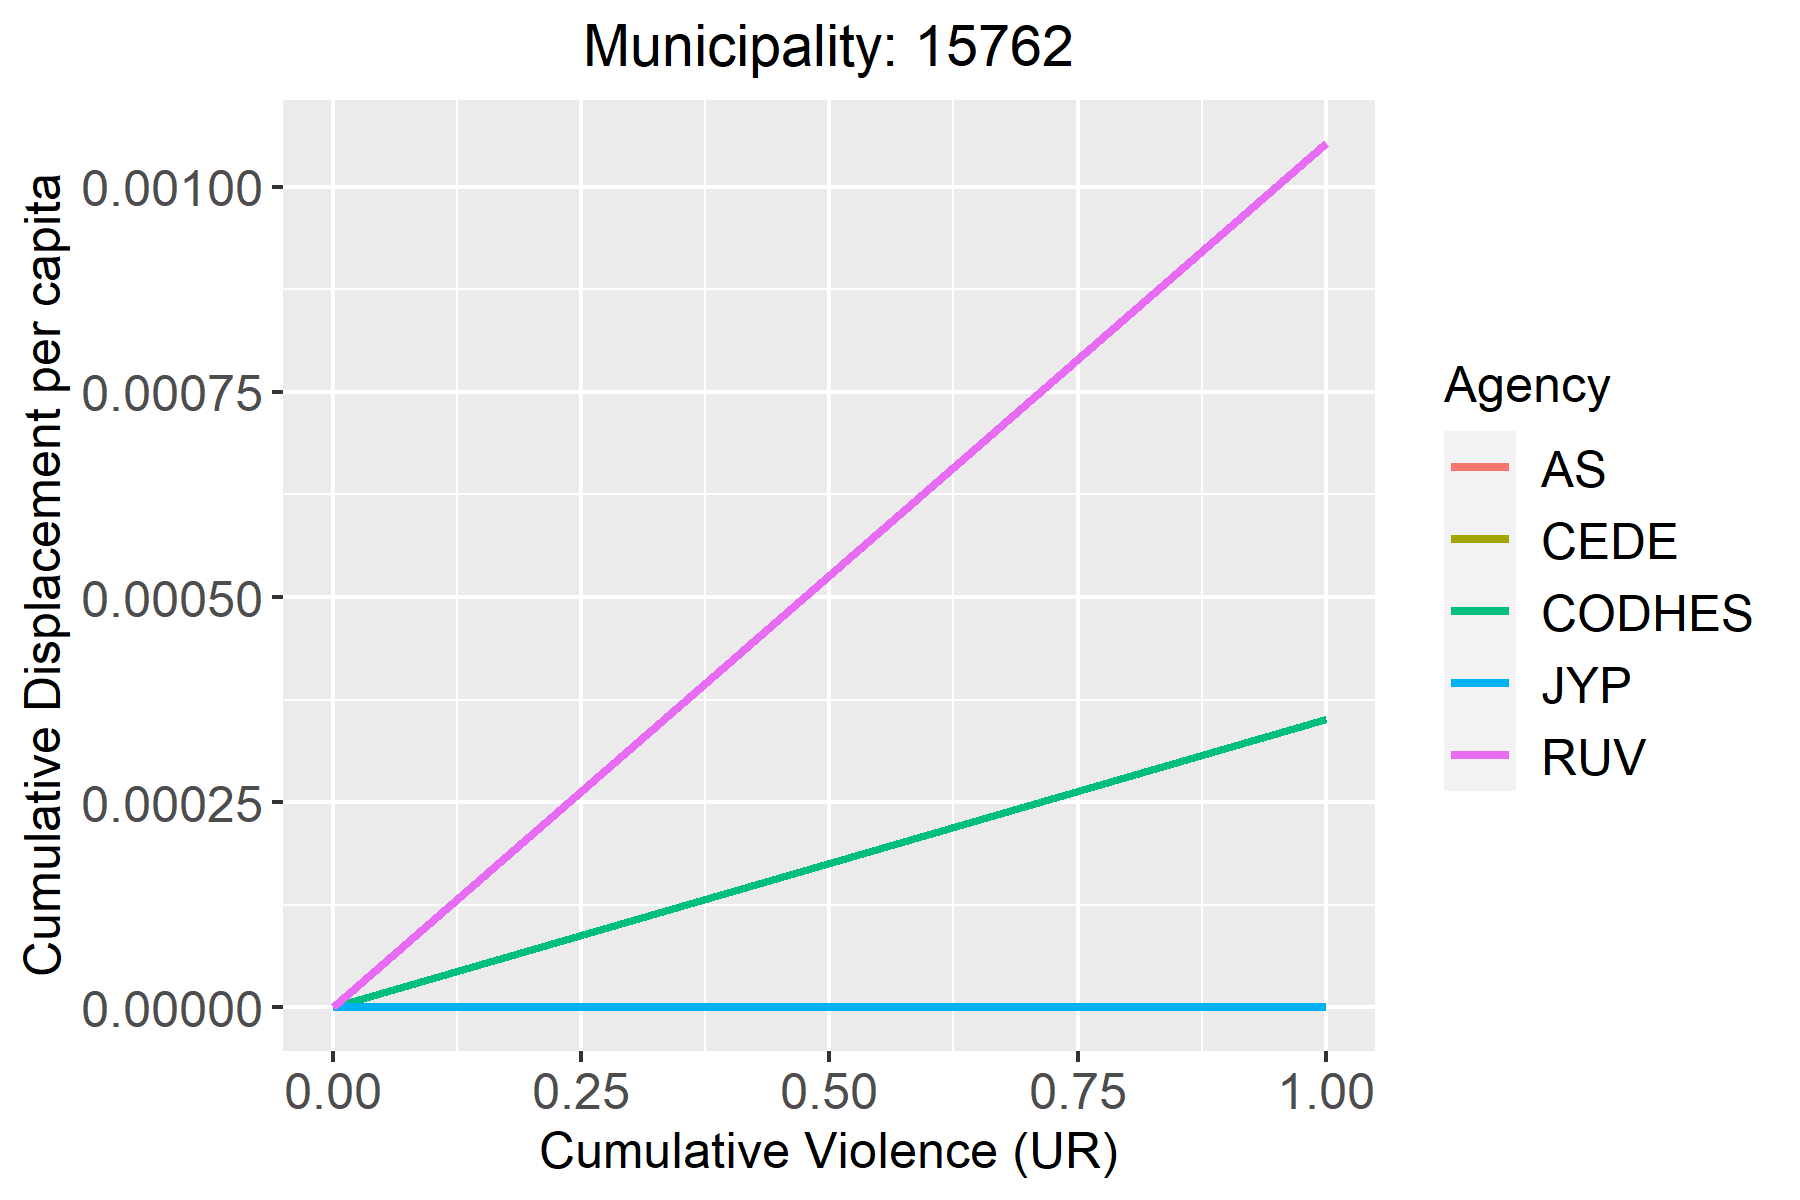 Municipality: 15762
Cumulative Displacement per capita
0.00100
0.00075
0.00050
0.00025
0.00000
0.00
0.25
0.50
0.75
1.00
Cumulative Violence (UR)
Agency
AS
CEDE
CODHES
JYP
RUV